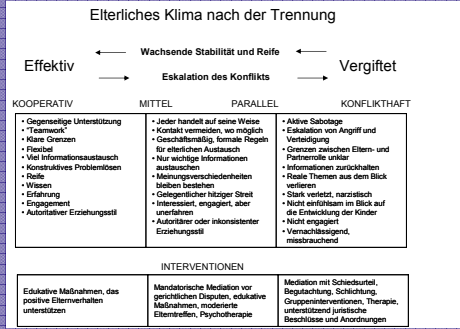 Elterliches Klima nach der Trennung
Wachsende Stabilität und Reife
Effektiv
Vergiftet
Eskalation des Konflikts
KOOPERATIV MITTEL PARALLEL KONFLIKTHAFT
• Gegenseitige Unterstützung
• "Teamwork"
• Klare Grenzen
• Flexibel
• Viel Informationsaustausch
• Konstruktives Problemlösen
• Reife
• Wissen
• Erfahrung
• Engagement
• Autoritativer Erziehungsstil
• Jeder handelt auf seine Weise
• Kontakt vermeiden, wo möglich
• Geschäftsmäßig, formale Regeln
für elterlichen Austausch
• Nur wichtige Informationen
austauschen
• Meinungsverschiedenheiten
bleiben bestehen
• Gelegentlicher hitziger Streit
• Interessiert, engagiert, aber
unerfahren
• Autoritärer oder inkonsistenter
Erziehungsstil
• Aktive Sabotage
• Eskalation von Angriff und
Verteidigung
• Grenzen zwischen Eltern- und
Partnerrolle unklar
• Informationen zurückhalten
• Reale Themen aus dem Blick
verlieren
• Stark verletzt, narzistisch
• Nicht einfühlsam im Blick auf
die Entwicklung der Kinder
• Nicht engagiert
• Vernachlässigend,
missbrauchend
INTERVENTIONEN
Edukative Maßnahmen, das
positive Elternverhalten
unterstützen
Mandatorische Mediation vor
gerichtlichen Disputen, edukative
Maßnahmen, moderierte
Elterntreffen, Psychotherapie
Mediation mit Schiedsurteil,
Begutachtung, Schlichtung,
Gruppeninterventionen, Therapie,
unterstützend juristische
Beschlüsse und Anordnungen